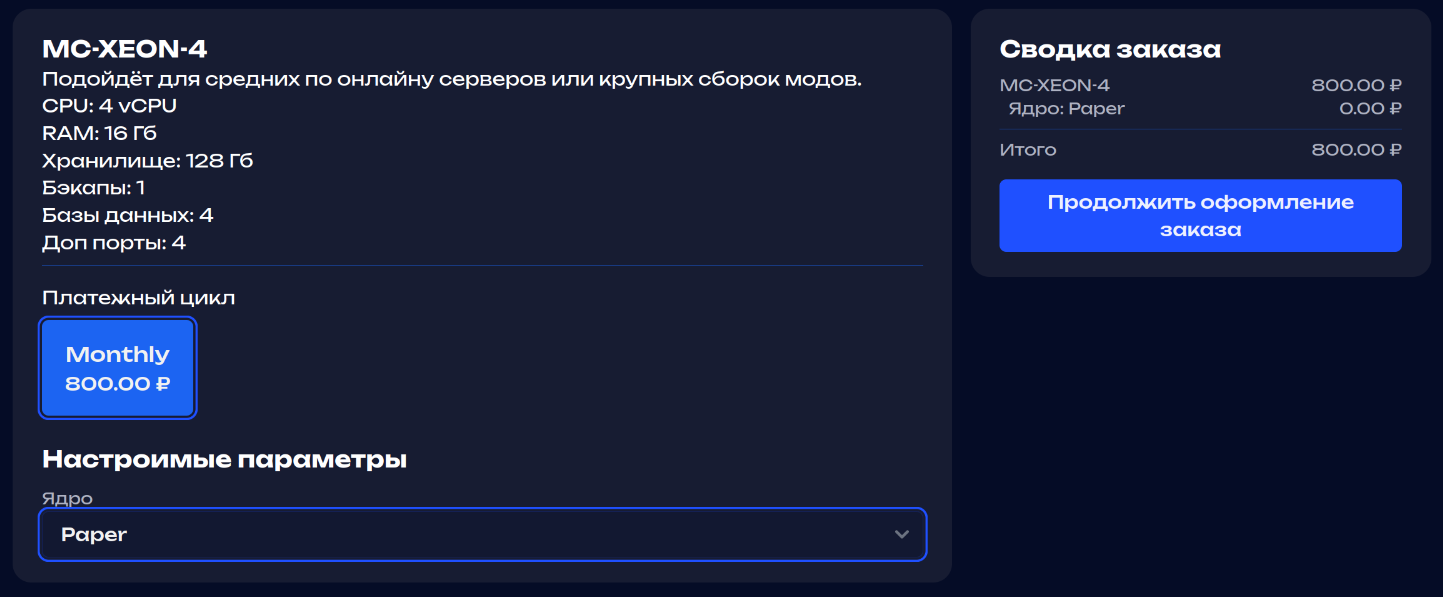 MC-XEON-4
Подойдёт для средних по онлайну серверов или крупных сборок модов.
CPU: 4 vCPU
RAM: 16 Гб
Хранилище: 128 Гб
Бэкапы: 1
Базы данных: 4
Доп порты: 4
Платежный цикл
Monthly
800.00 ₽
Настроимые параметры
Ядро
Paper
Сводка заказа
MC-XEON-4 800.00 ₽
Ядро: Paper 0.00 ₽
Итого 800.00 ₽
Продолжить оформление
заказа